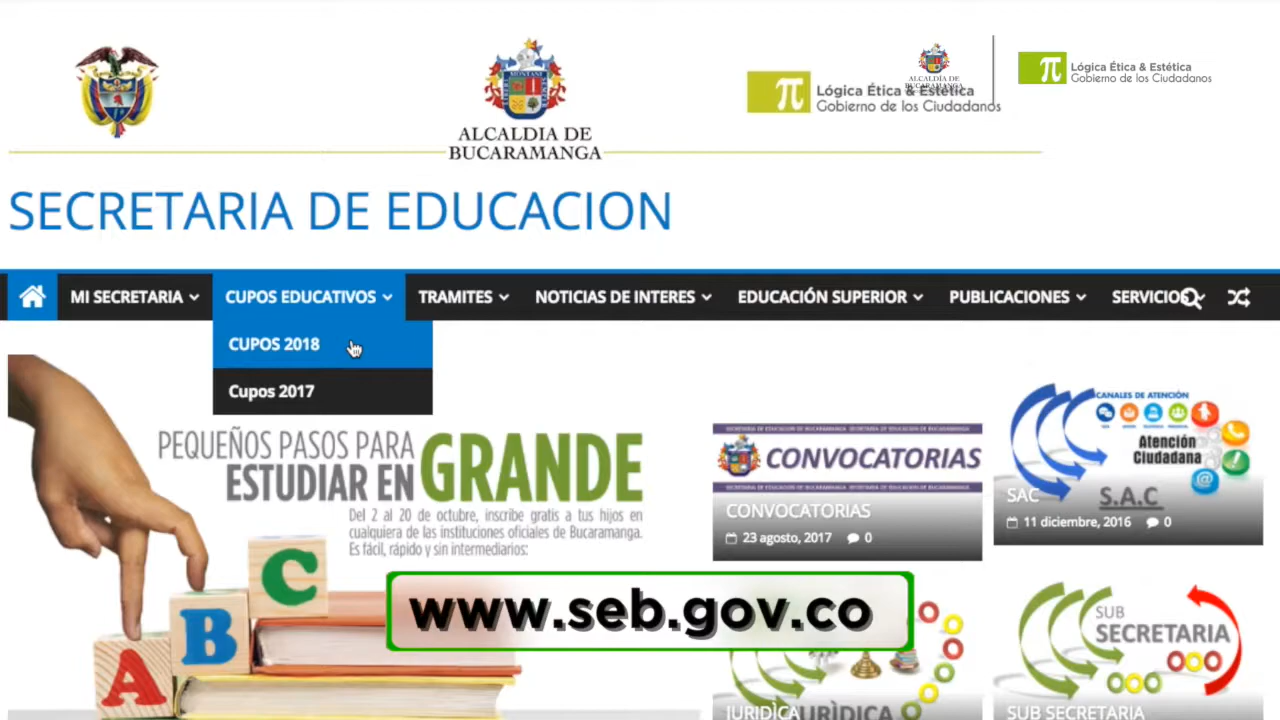 ALCALDIA DE
BUCARAMANGA
Lógica Ética & Estética
Gobierno de los Ciudadanos
ALCALDÍA DE
Lógica Ética & Estética
Gobierno de los Ciudadanos
SECRETARIA DE EDUCACION
MI SECRETARIA CUPOS EDUCATIVOS TRAMITES NOTICIAS DE INTERES EDUCACIÓN SUPERIOR PUBLICACIONES
CUPOS 2018
Cupos 2017
PEQUEÑOS PASOS PARA
ESTUDIAR EN GRANDE
Del 2 al 20 de octubre, inscribe gratis a tus hijos en
cualquiera de las instituciones oficiales de Bucaramanga.
Es fácil, rápido y sin intermediarios:
A
B
C
www.seb.gov.co
CONVOCATORIAS
CONVOCATORIAS
23 agosto, 2017 0
CANALES DE ATENCIÓN
Atención
Ciudadana
S.A.C
SAC
11 diciembre, 2016 0
SUB
SECRETARIA
SUB SECRETARIA